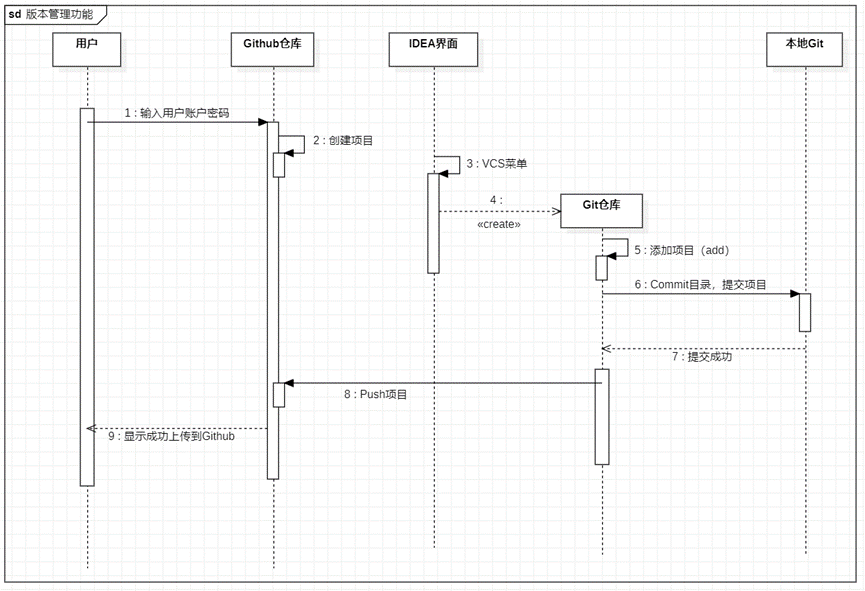 sd 版本管理功能
用户
Github仓库
IDEA界面
本地Git
1 : 输入用户账户密码
2 : 创建项目
3 : VCS菜单
4 :
«create»
Git仓库
5 : 添加项目（add）
6 : Commit目录，提交项目
7 : 提交成功
8 : Push项目
9 : 显示成功上传到Github